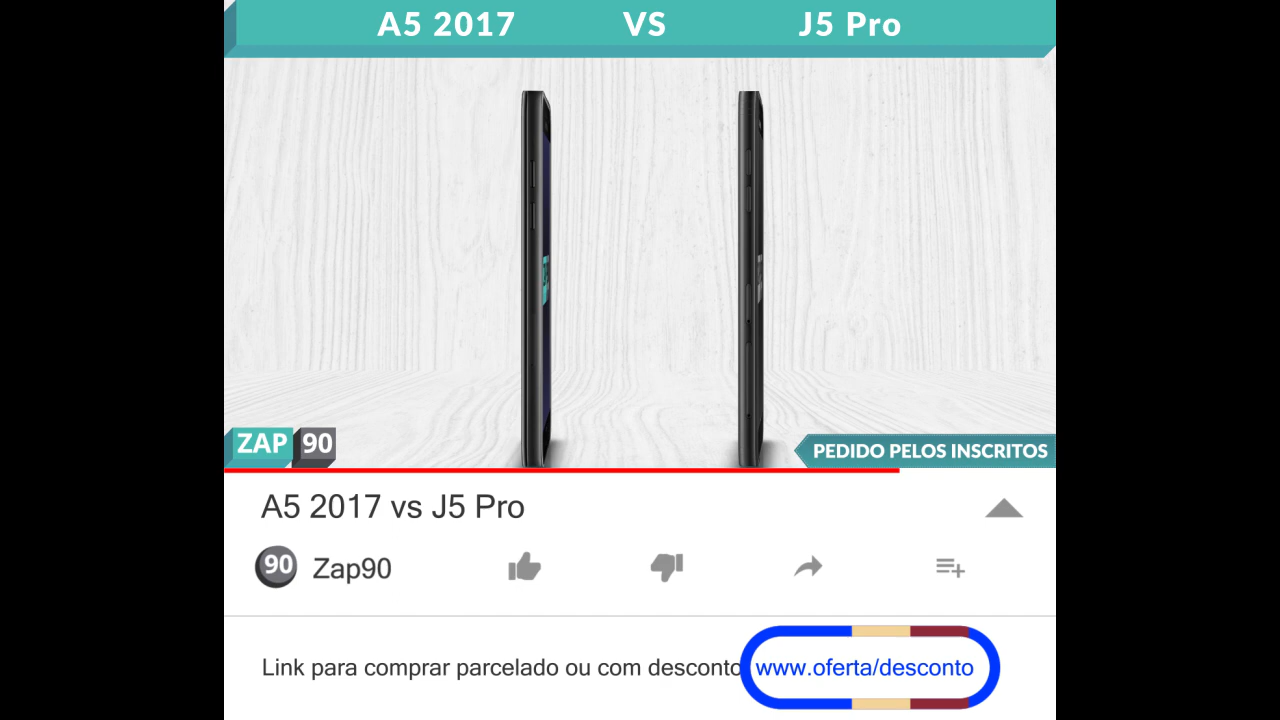 A5 2017 VS J5 Pro
ZAP 90
PEDIDO PELOS INSCRITOS
A5 2017 vs J5 Pro
90 Zap90
Link para comprar parcelado ou com desconto www.oferta/desconto